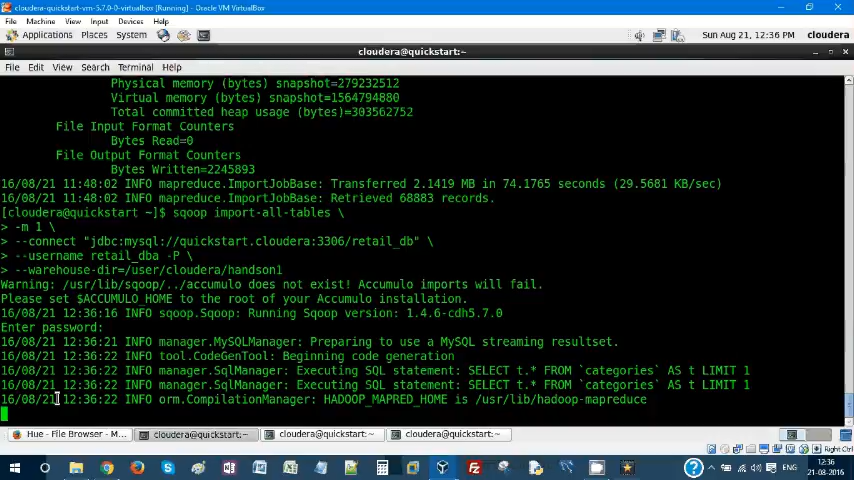 cloudera-quickstart-vm-5.7.0-0-virtualbox [Running] - Oracle VM VirtualBox
File Machine View Input Devices Help
Applications Places System Sun Aug 21, 12:36 PM cloudera
cloudera@quickstart:~
File Edit View Search Terminal Help
Physical memory (bytes) snapshot=279232512
Virtual memory (bytes) snapshot=1564794880
Total committed heap usage (bytes)=303562752
File Input Format Counters
Bytes Read=0
File Output Format Counters
Bytes Written=2245893
16/08/21 11:48:02 INFO mapreduce.ImportJobBase: Transferred 2.1419 MB in 74.1765 seconds (29.5681 KB/sec)
16/08/21 11:48:02 INFO mapreduce.ImportJobBase: Retrieved 68883 records.
[cloudera@quickstart ~]$ sqoop import-all-tables \
> -m 1 \
> --connect "jdbc:mysql://quickstart.cloudera:3306/retail_db" \
> --username retail_dba -P \
> --warehouse-dir=/user/cloudera/handson1
Warning: /usr/lib/sqoop/../accumulo does not exist! Accumulo imports will fail.
Please set $ACCUMULO_HOME to the root of your Accumulo installation.
16/08/21 12:36:16 INFO sqoop.Sqoop: Running Sqoop version: 1.4.6-cdh5.7.0
Enter password:
16/08/21 12:36:21 INFO manager.MySQLManager: Preparing to use a MySQL streaming resultset.
16/08/21 12:36:22 INFO tool.CodeGenTool: Beginning code generation
16/08/21 12:36:22 INFO manager.SqlManager: Executing SQL statement: SELECT t.* FROM `categories` AS t LIMIT 1
16/08/21 12:36:22 INFO manager.SqlManager: Executing SQL statement: SELECT t.* FROM `categories` AS t LIMIT 1
16/08/21 12:36:22 INFO orm.CompilationManager: HADOOP_MAPRED_HOME is /usr/lib/hadoop-mapreduce
Hue - File Browser - M... cloudera@quickstart:~ cloudera@quickstart:~ cloudera@quickstart:~
Right Ctrl
ENG 12:36
21-08-2016